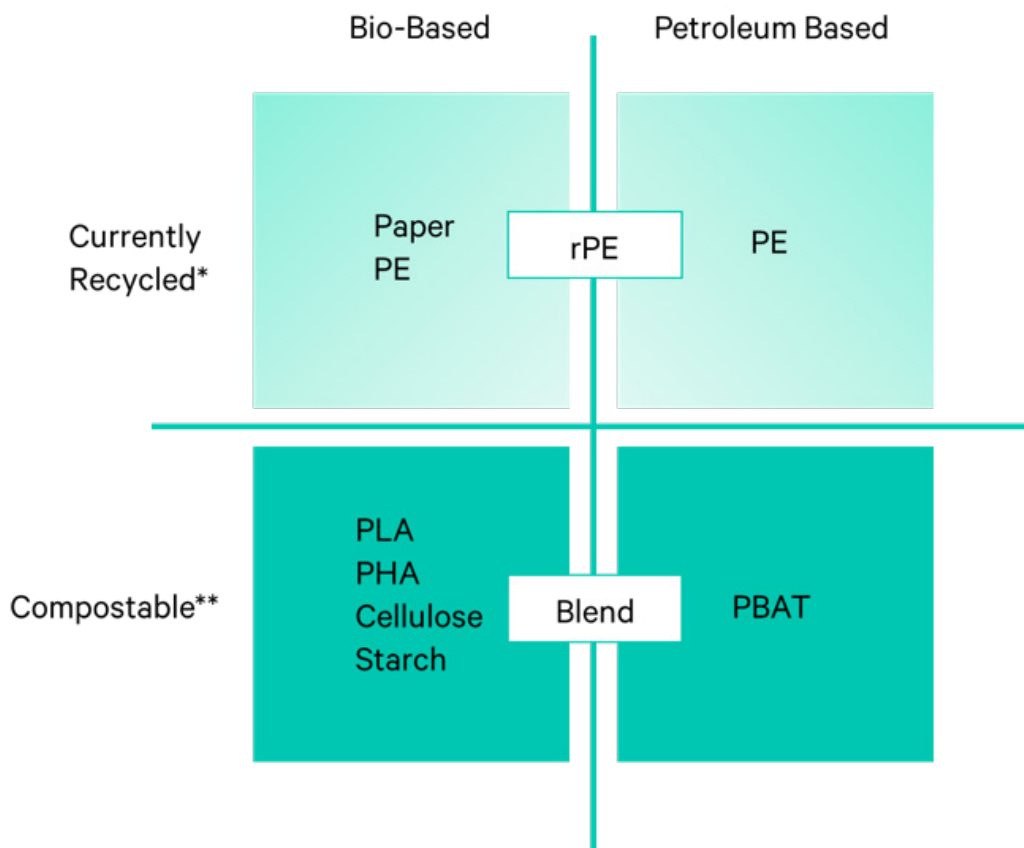 Bio-Based
Petroleum Based
Currently
Recycled*
Paper
PE
rPE
PE
Compostable**
PLA
PHA
Cellulose
Starch
Blend
PBAT